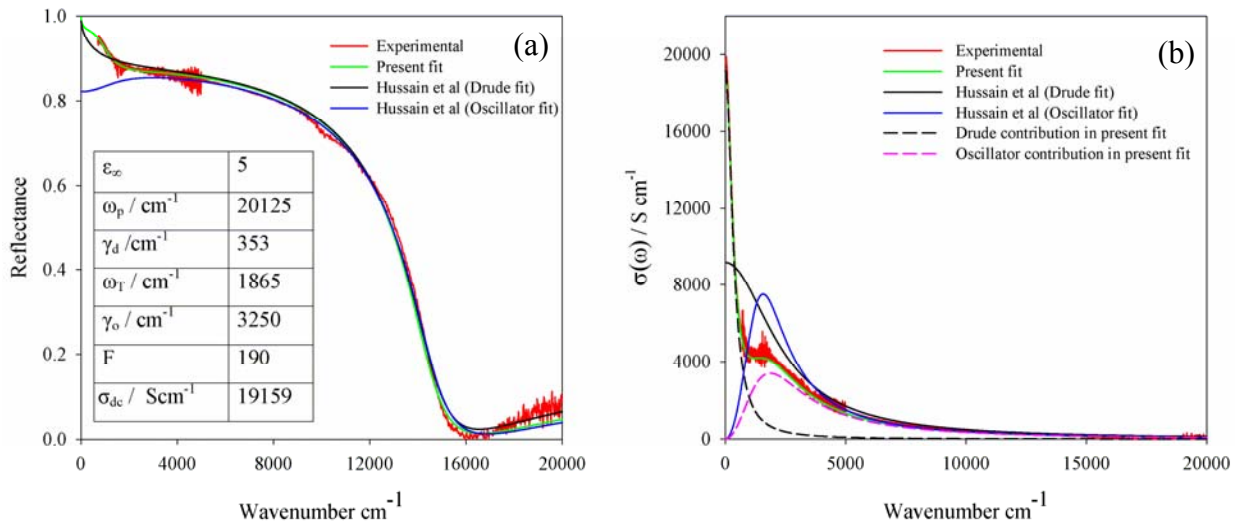 (a)
Experimental
Present fit
Hussain et al (Drude fit)
Hussain et al (Oscillator fit)
ε∞ 5
ωp / cm-1 20125
γd /cm-1 353
ωT / cm-1 1865
γo / cm-1 3250
F 190
σdc / Scm-1 19159
Reflectance
1.0
0.8
0.6
0.4
0.2
0.0
0 4000 8000 12000 16000 20000
Wavenumber cm-1
(b)
Experimental
Present fit
Hussain et al (Drude fit)
Hussain et al (Oscillator fit)
Drude contribution in present fit
Oscillator contribution in present fit
σ(ω) / S cm-1
20000
16000
12000
8000
4000
0
0 5000 10000 15000 20000
Wavenumber cm-1